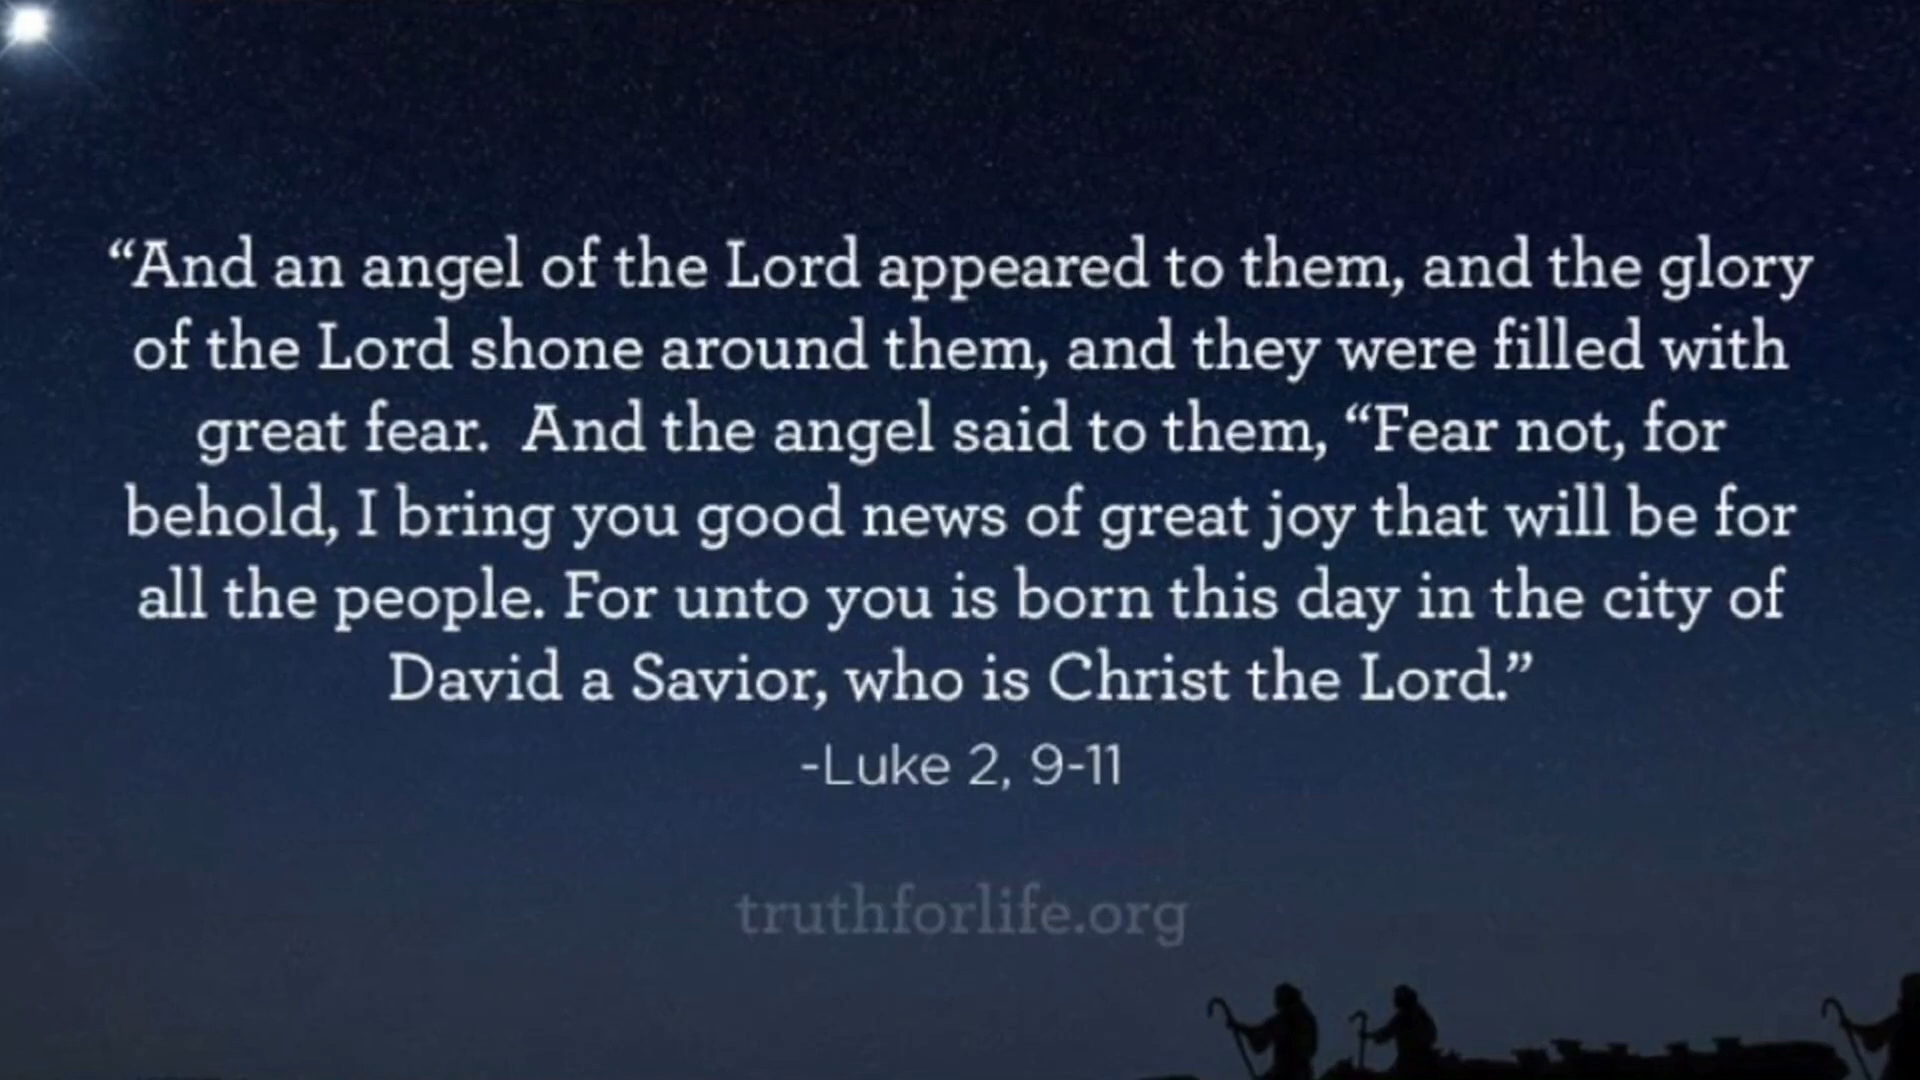 “And an angel of the Lord appeared to them, and the glory
of the Lord shone around them, and they were filled with
great fear.  And the angel said to them, “Fear not, for
behold, I bring you good news of great joy that will be for
all the people. For unto you is born this day in the city of
David a Savior, who is Christ the Lord.”
-Luke 2, 9-11
truthforlife.org